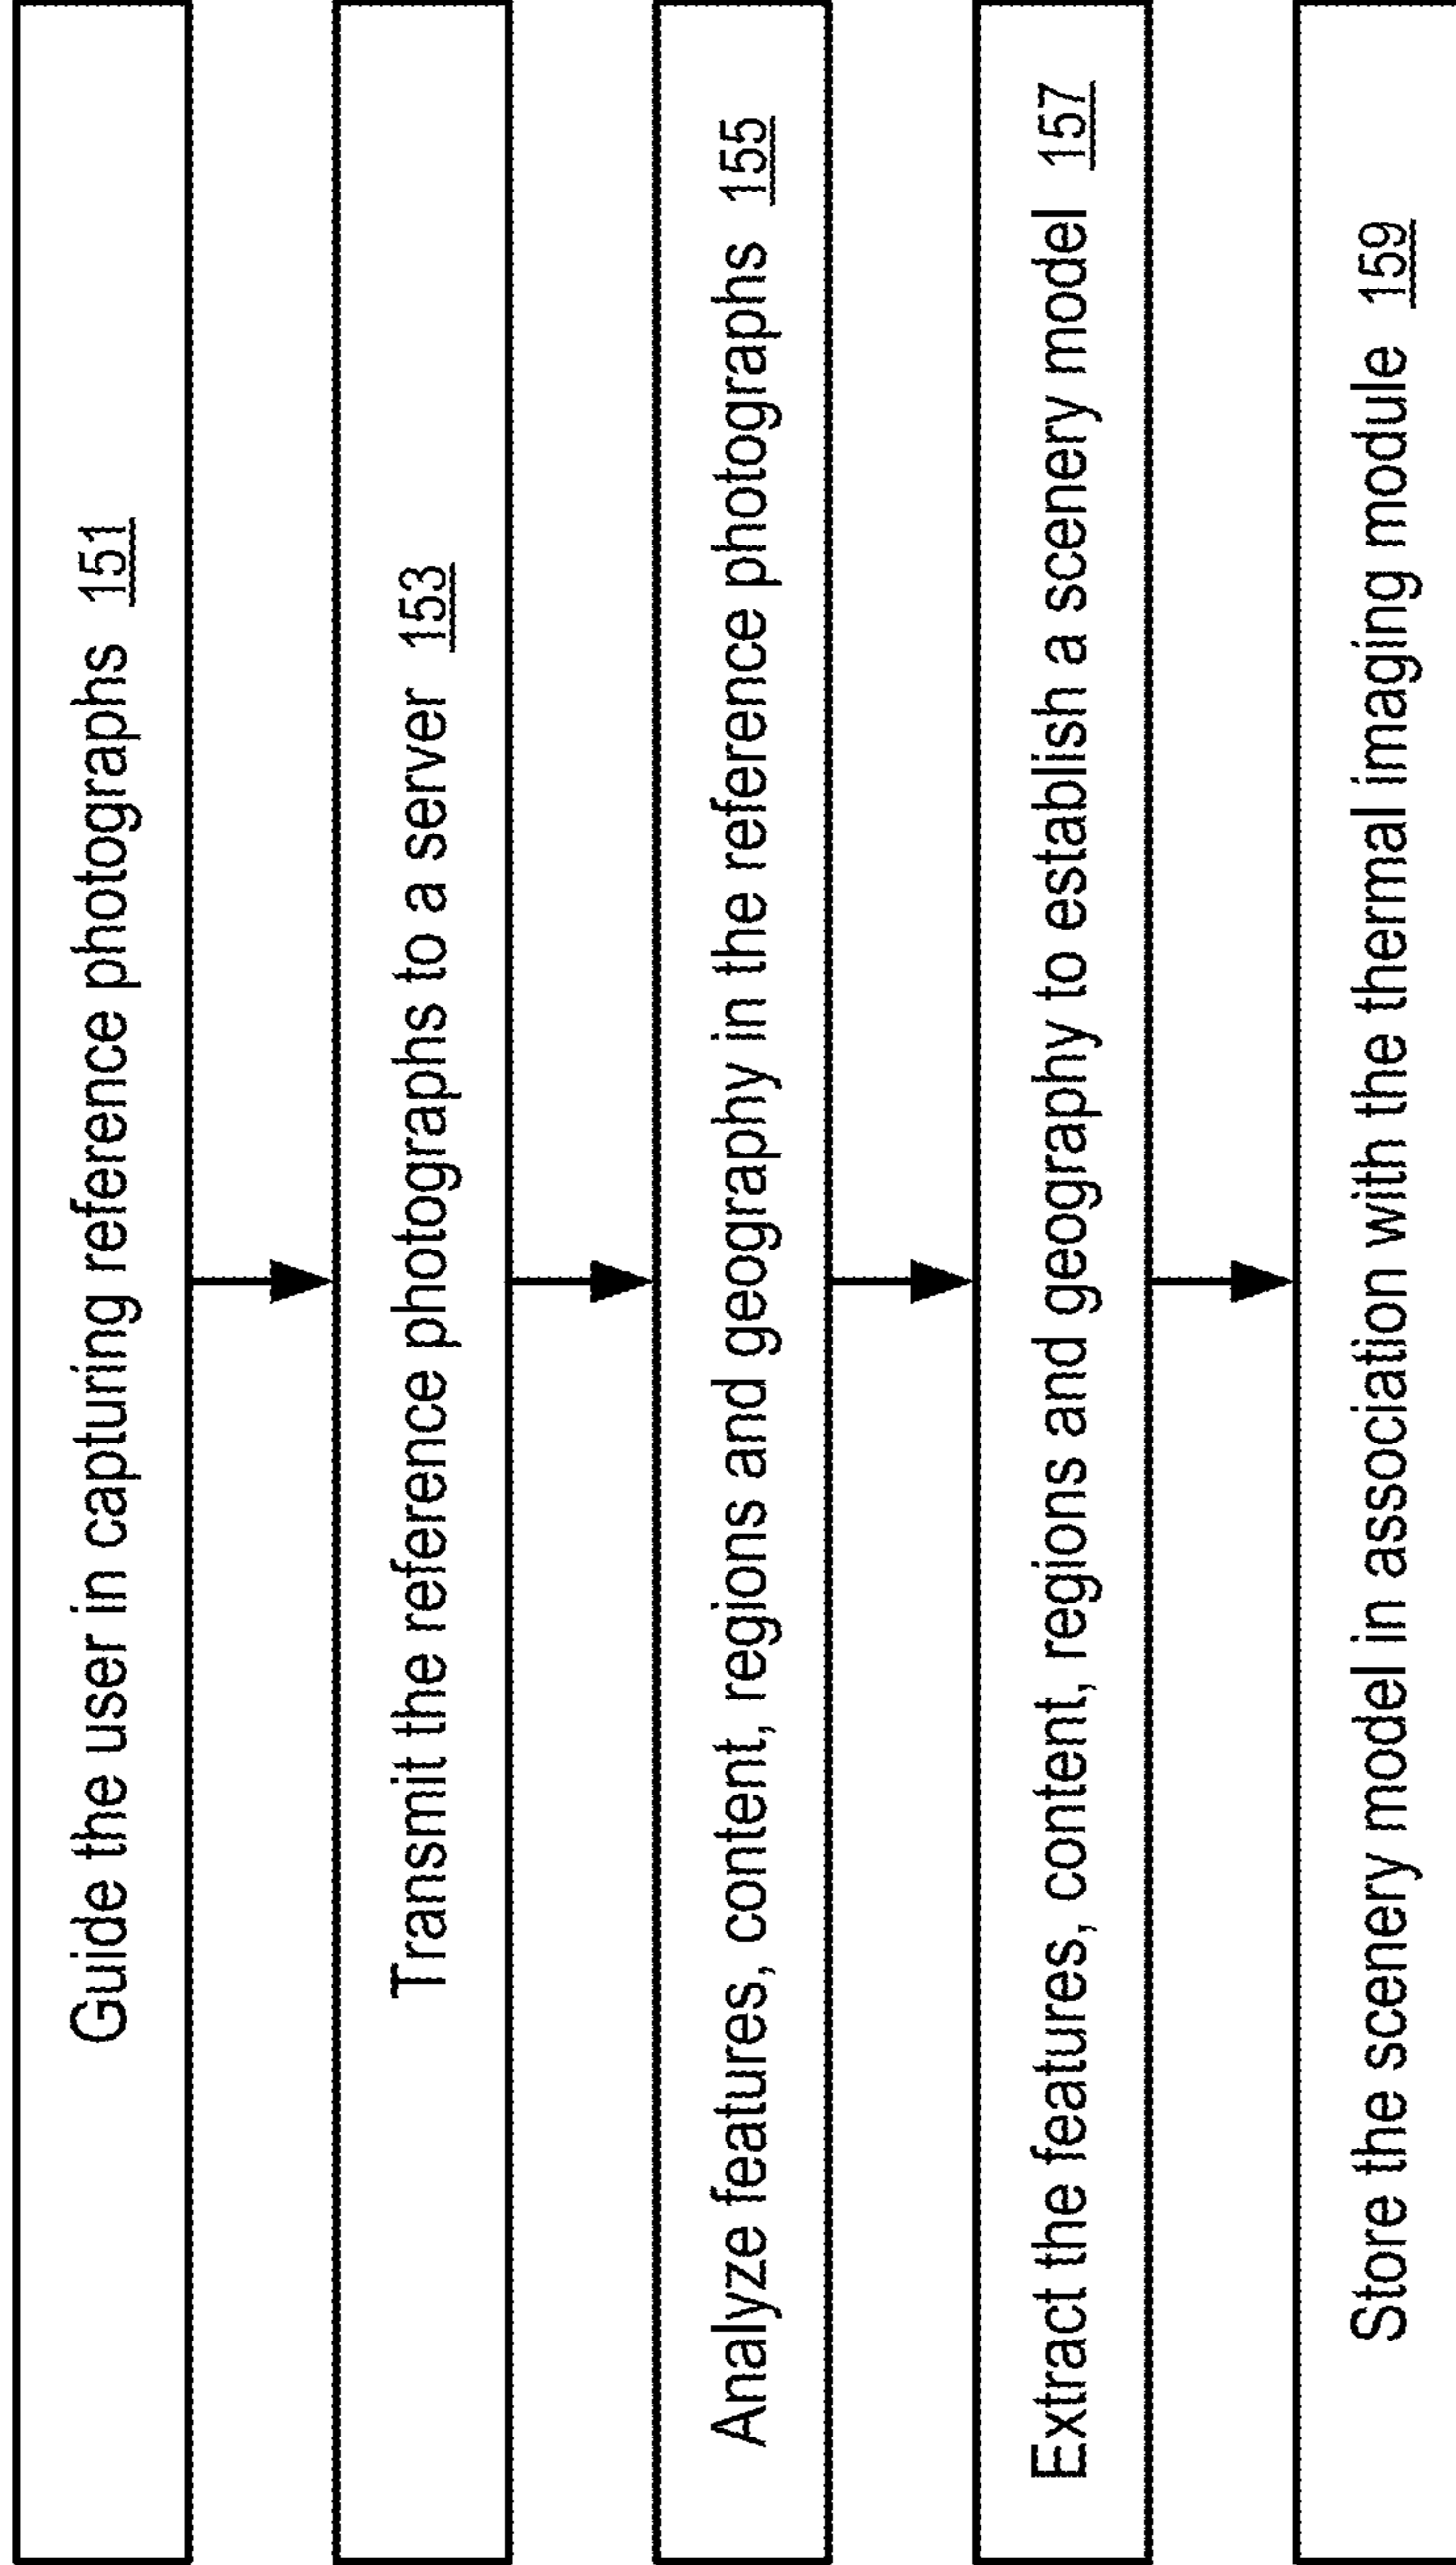 Guide the user in capturing reference photographs 151
Transmit the reference photographs to a server 153
Analyze features, content, regions and geography in the reference photographs 155
Extract the features, content, regions and geography to establish a scenery model 157
Store the scenery model in association with the thermal imaging module 159